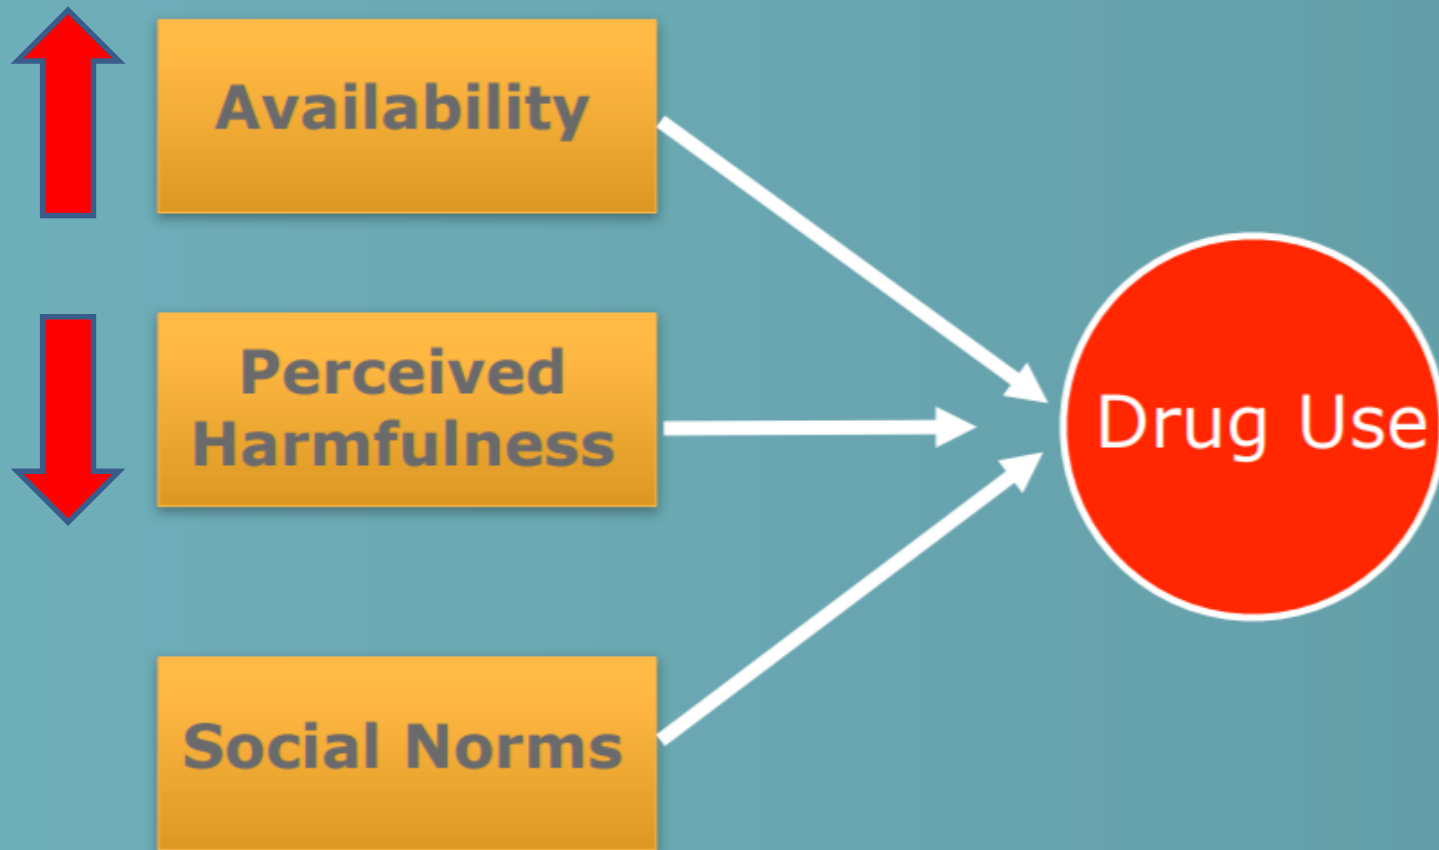 Availability
Perceived
Harmfulness
Social Norms
Drug Use